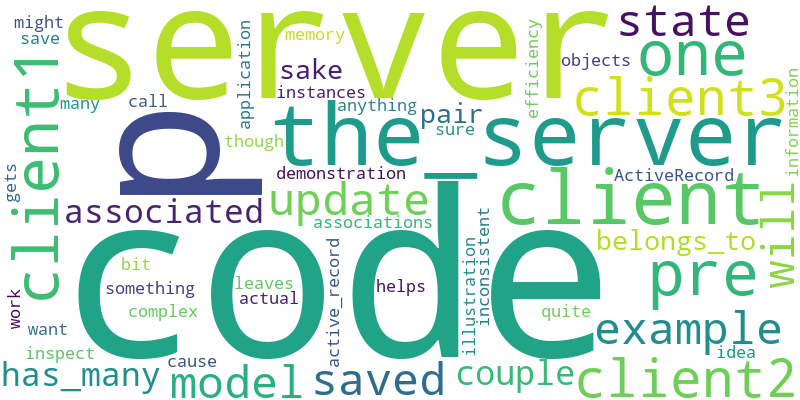 might
server
memory
state
save
sake
one
objects
client1
many
call
application
instances
anything
pair
sure
efficiency
client3
information
p
though
the_server
gets
demonstration
ActiveRecord
associated
update
client
will
associations
belongs_to
code
bit
something
leaves
actual
complex
active_record
helps
illustration
inconsistent
pre
quite
work
want
inspect
cause
example
idea
has_many
model
saved
couple
client2